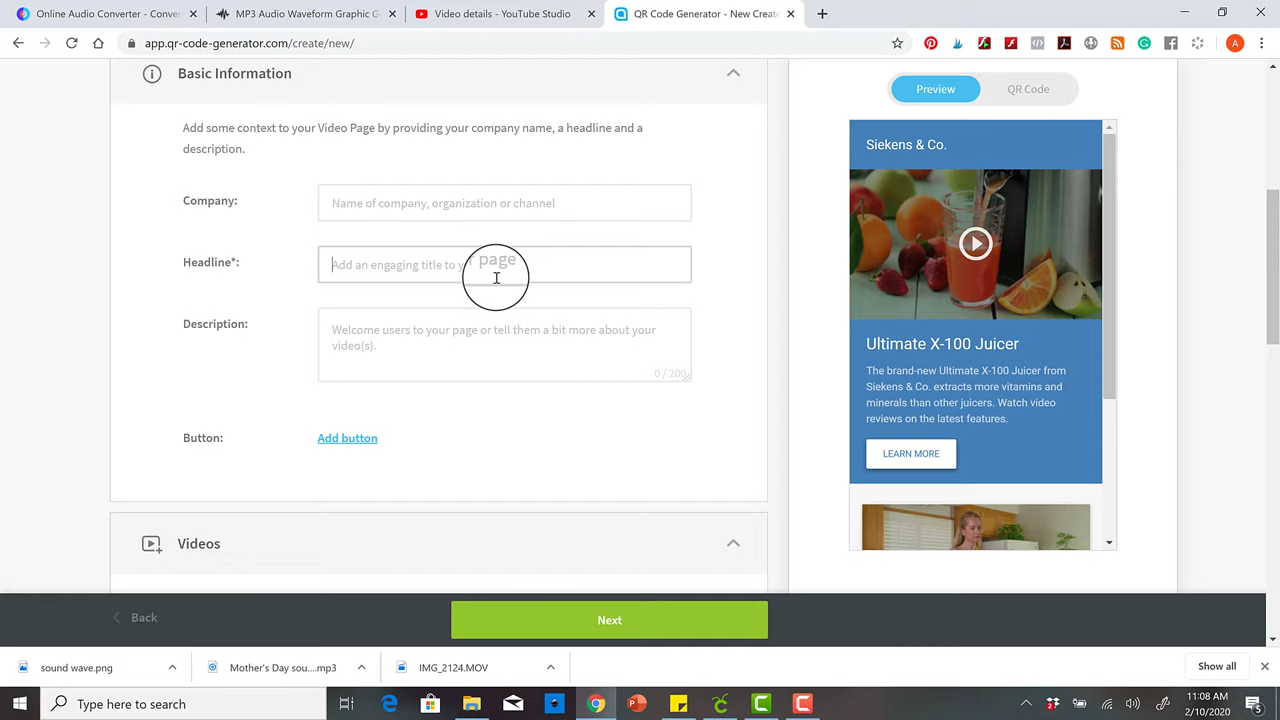 Online Audio Converter - Convert
MP3 Audio Waveform Graphic Ge
Video details - YouTube Studio
QR Code Generator - New Create
app.qr-code-generator.com/create/new/
A
Basic Information
Preview
QR Code
Add some context to your Video Page by providing your company name, a headline and a
description.
Siekens & Co.
Company:
Name of company, organization or channel
Headline*:
Add an engaging title to your page
Description:
Welcome users to your page or tell them a bit more about your
video(s).
0 / 200
Ultimate X-100 Juicer
The brand-new Ultimate X-100 Juicer from
Siekens & Co. extracts more vitamins and
minerals than other juicers. Watch video
reviews on the latest features.
LEARN MORE
Button:
Add button
Videos
Back
Next
sound wave.png
Mother's Day sou....mp3
IMG_2124.MOV
Show all
Type here to search
11:08 AM
2/10/2020
5